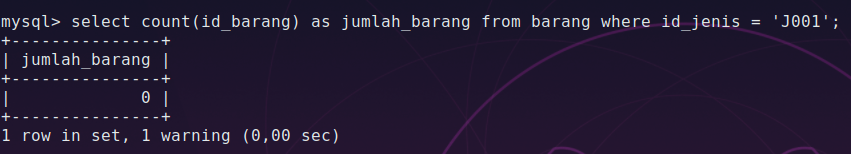 mysql> select count(id_barang) as jumlah_barang from barang where id_jenis = 'J001';
+---------------+
| jumlah_barang |
+---------------+
|             0 |
+---------------+
1 row in set, 1 warning (0,00 sec)